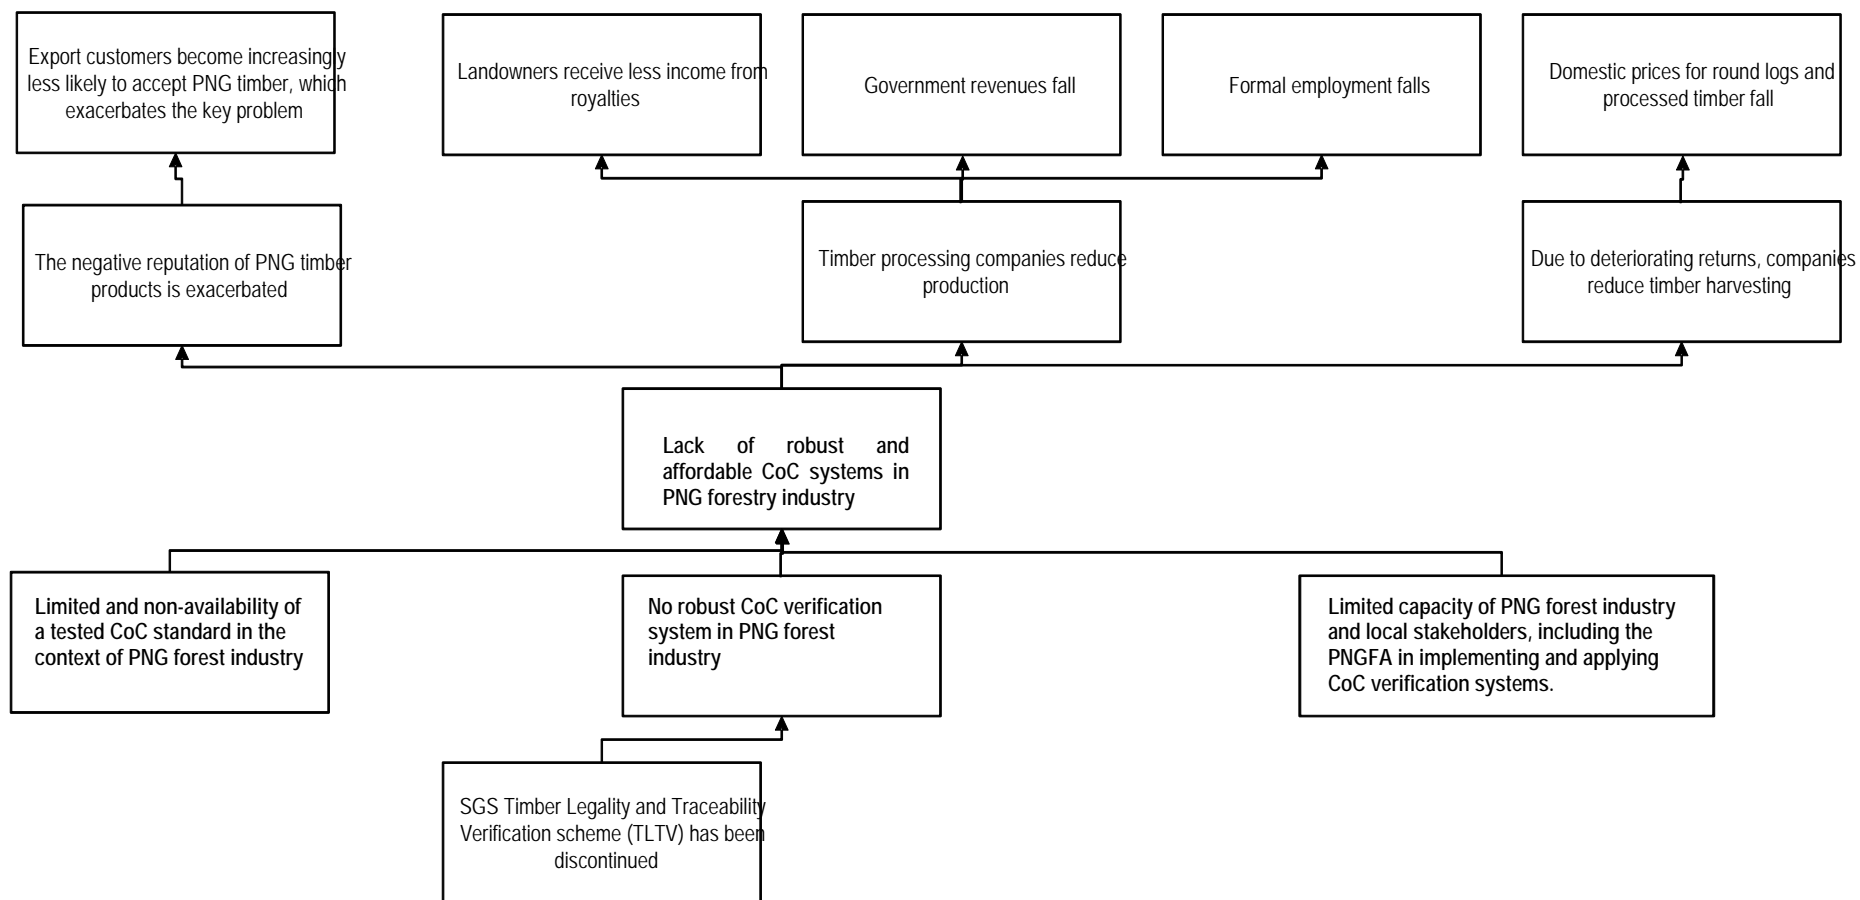 Export customers become increasingly
less likely to accept PNG timber, which
exacerbates the key problem
Landowners receive less income from
royalties
Government revenues fall
Formal employment falls
Domestic prices for round logs and
processed timber fall
The negative reputation of PNG timber
products is exacerbated
Timber processing companies reduce
production
Due to deteriorating returns, companies
reduce timber harvesting
Lack of robust and
affordable CoC systems in
PNG forestry industry
Limited and non-availability of
a tested CoC standard in the
context of PNG forest industry
No robust CoC verification
system in PNG forest
industry
Limited capacity of PNG forest industry
and local stakeholders, including the
PNGFA in implementing and applying
CoC verification systems.
SGS Timber Legality and Traceability
Verification scheme (TLTV) has been
discontinued